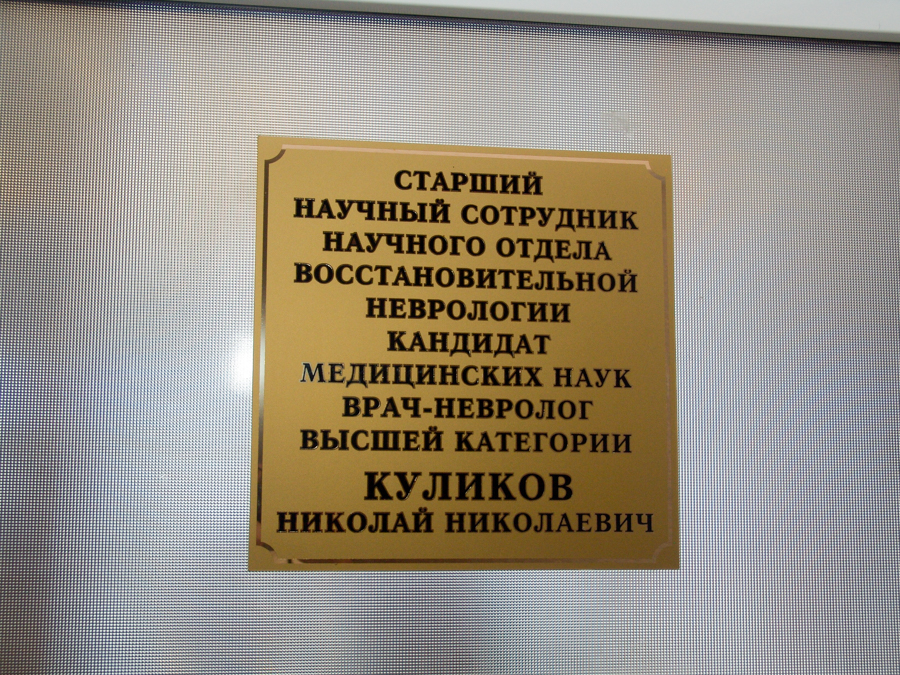 СТАРШИЙ
НАУЧНЫЙ СОТРУДНИК
НАУЧНОГО ОТДЕЛА
ВОССТАНОВИТЕЛЬНОЙ
НЕВРОЛОГИИ
КАНДИДАТ
МЕДИЦИНСКИХ НАУК
ВРАЧ-НЕВРОЛОГ
ВЫСШЕЙ КАТЕГОРИИ
КУЛИКОВ
НИКОЛАЙ НИКОЛАЕВИЧ